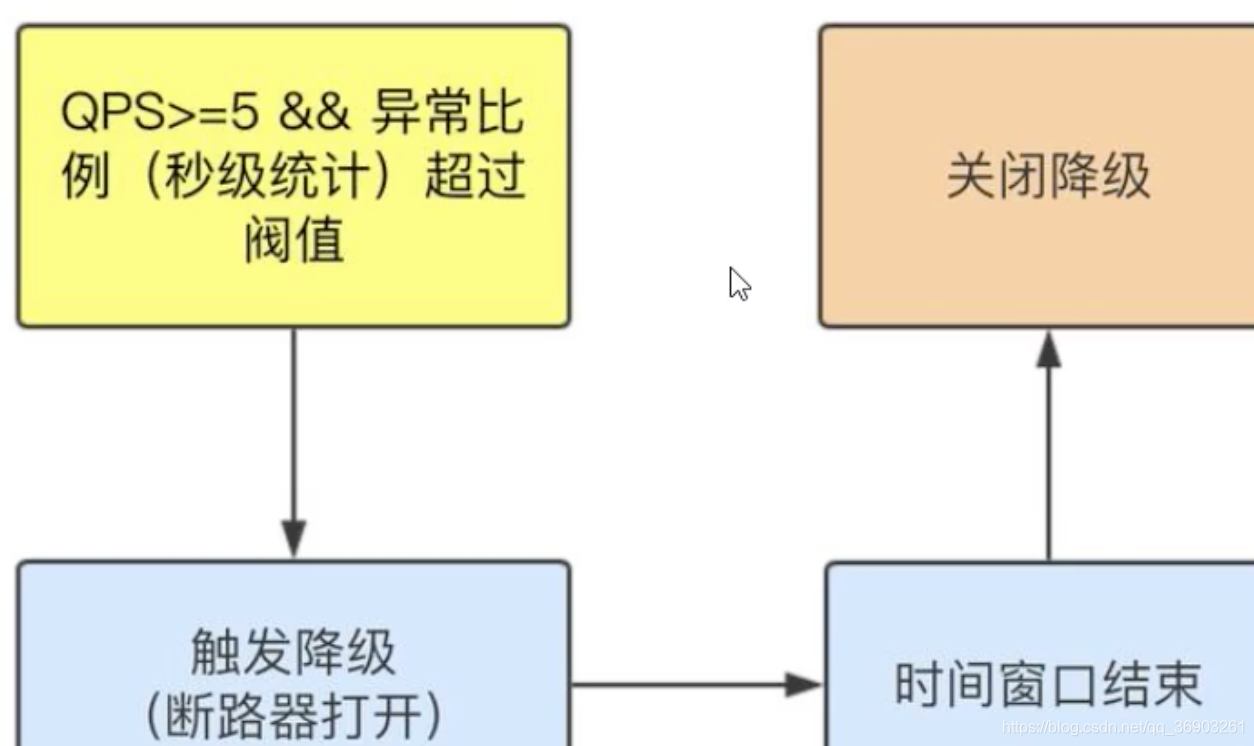 QPS>=5 && 异常比
例（秒级统计）超过
阀值
关闭降级
触发降级
（断路器打开）
时间窗口结束
https://blog.csdn.net/qq_36903261